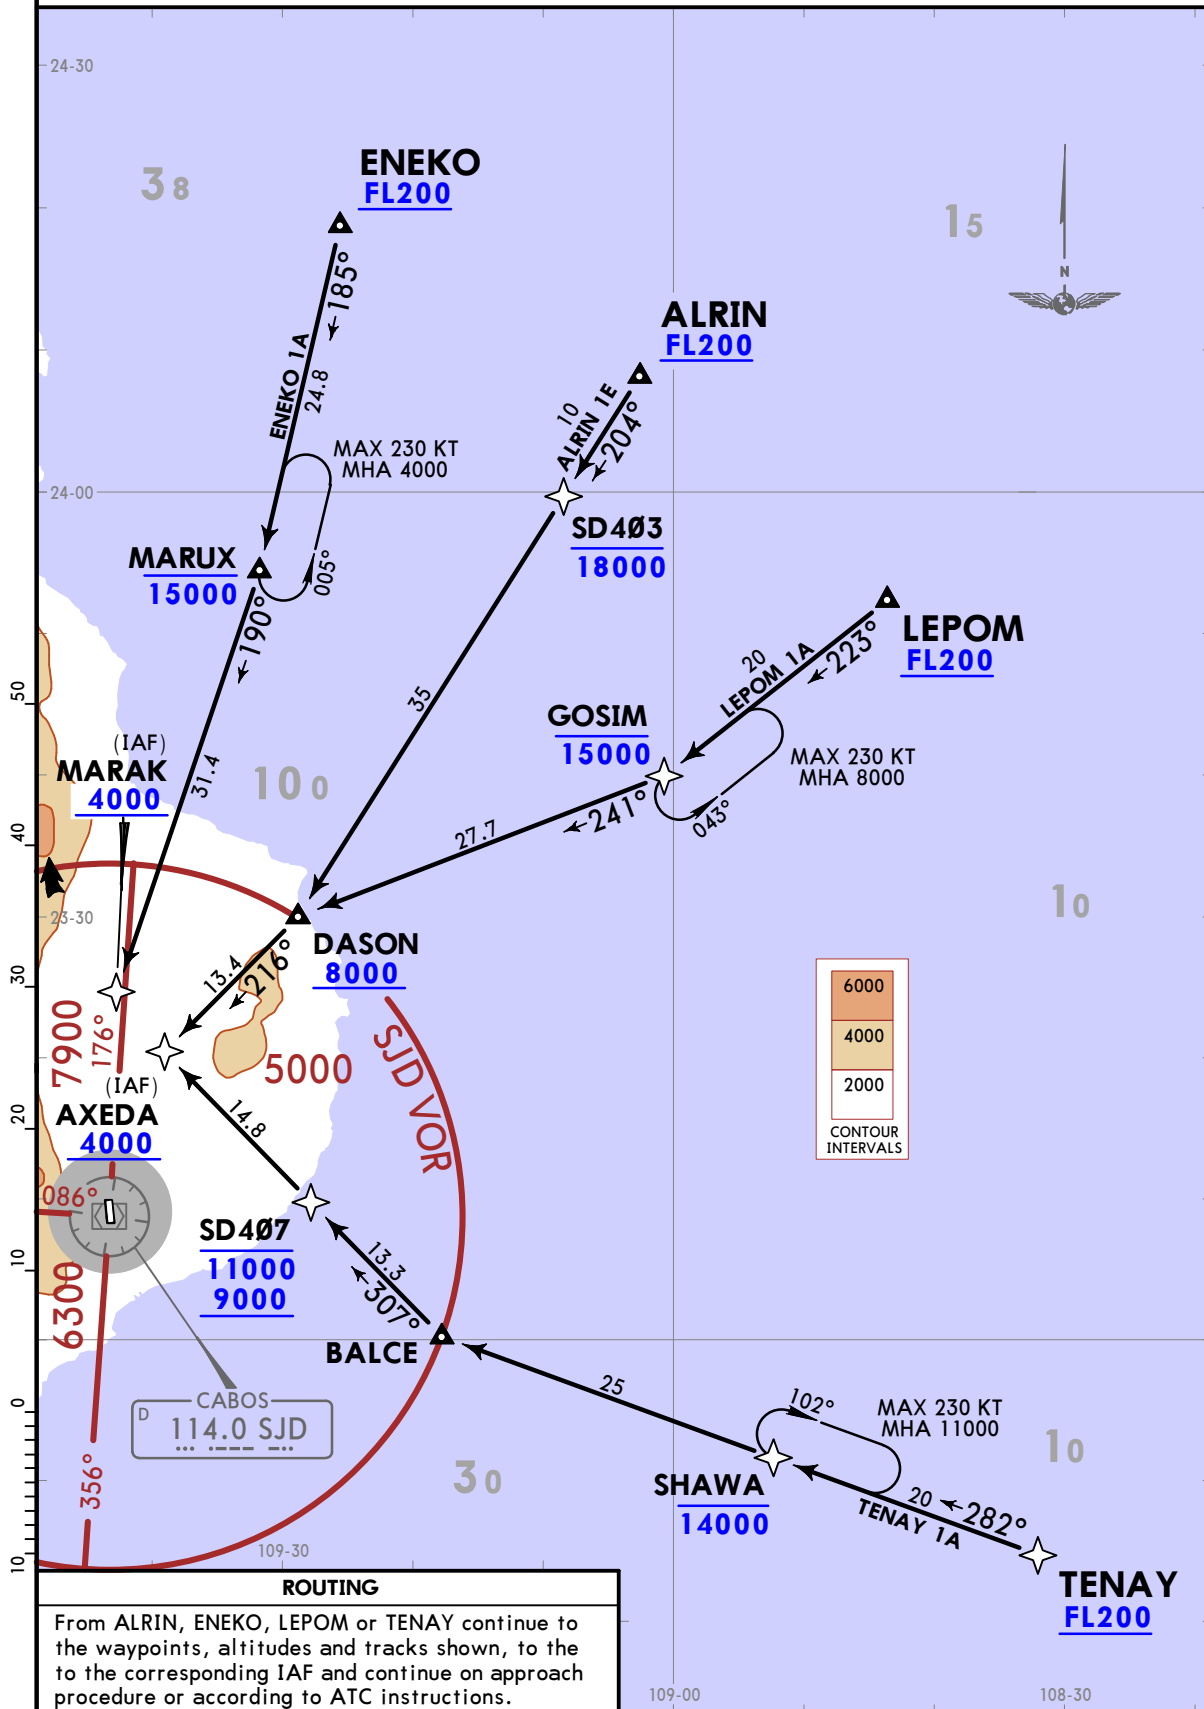 24-30
ENEKO
FL200
38
15
N
185°
ENEKO 1A
24.8
ALRIN
FL200
10
ALRIN 1E
204°
MAX 230 KT
MHA 4000
24-00
SD4Ø3
18000
MARUX
15000
005°
190°
LEPOM
FL200
20
LEPOM 1A
223°
35
GOSIM
15000
MAX 230 KT
MHA 8000
043°
241°
27.7
50
(IAF)
MARAK
4000
31.4
100
40
23-30
DASON
8000
13.4
216°
10
6000
4000
2000
CONTOUR
INTERVALS
30
7900
176°
5000
SJD VOR
(IAF)
AXEDA
4000
14.8
20
086°
SD4Ø7
11000
9000
13.3
307°
10
6300
BALCE
CABOS
D
114.0 SJD
25
102°
MAX 230 KT
MHA 11000
10
0
356°
30
SHAWA
14000
20
282°
TENAY 1A
TENAY
FL200
10
109-30
ROUTING
From ALRIN, ENEKO, LEPOM or TENAY continue to
the waypoints, altitudes and tracks shown, to the
to the corresponding IAF and continue on approach
procedure or according to ATC instructions.
109-00
108-30